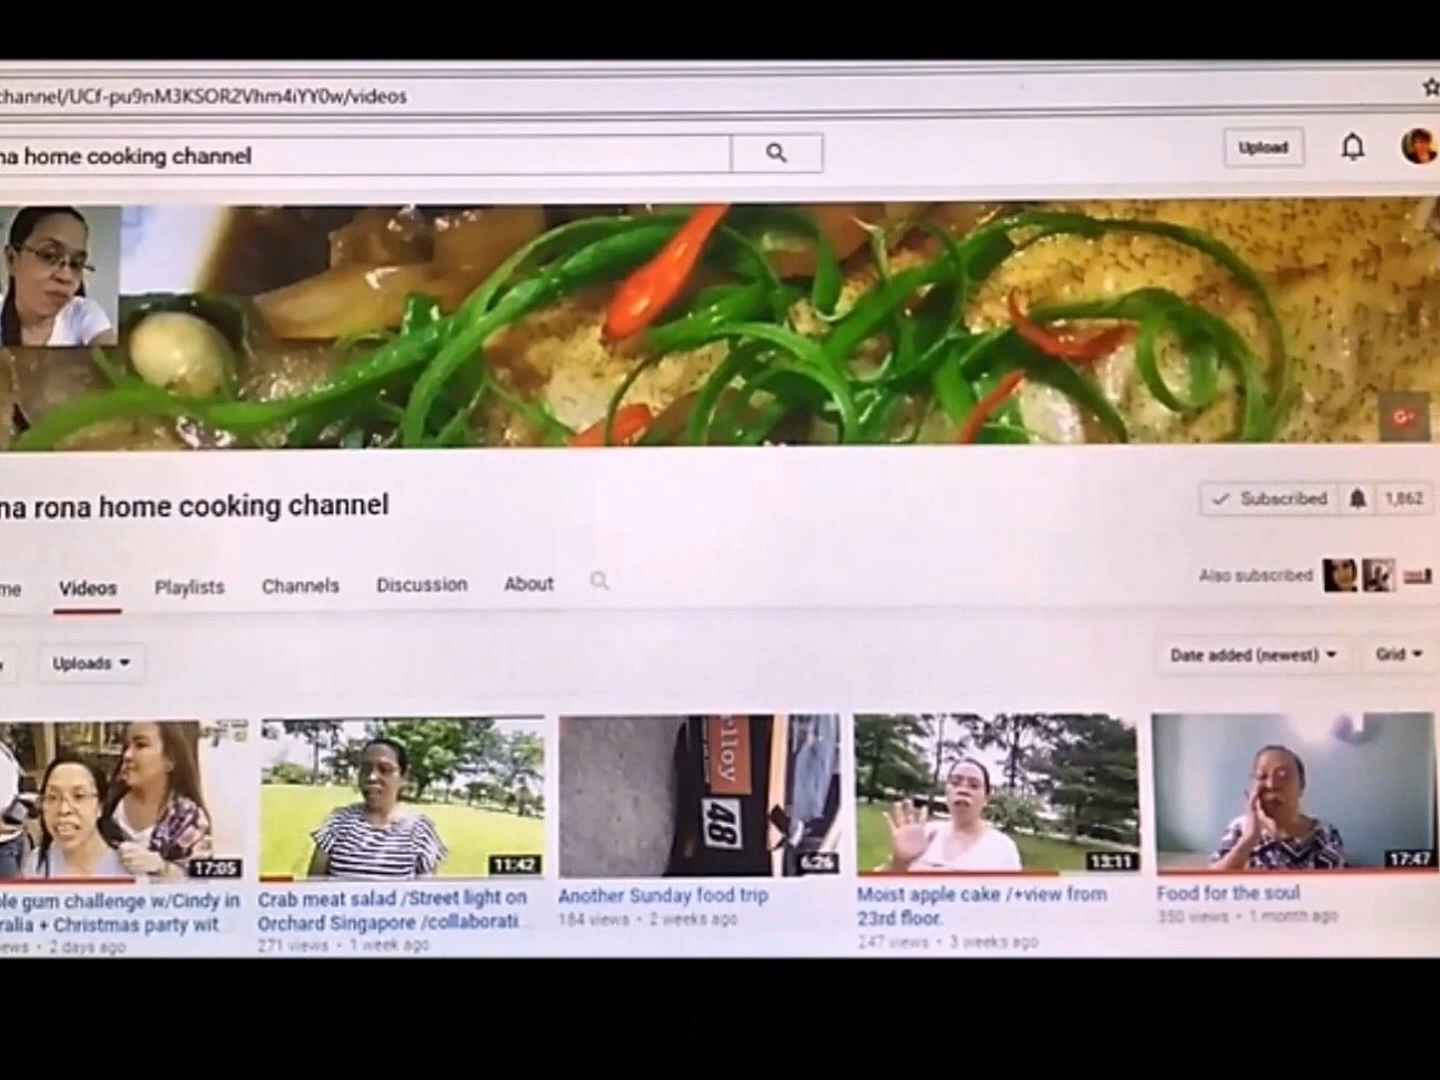 channel/UCf-pu9nM3KSOR2Vhm4iYY0w/videos
na home cooking channel
Upload
G+
na rona home cooking channel
Subscribed 1,862
me Videos Playlists Channels Discussion About
Also subscribed
Uploads
Date added (newest) Grid
17:05
11:42
lloy
48
6:26
13:11
17:47
le gum challenge w/Cindy in
ralia + Christmas party wit...
ews • 2 days ago
Crab meat salad /Street light on
Orchard Singapore /collaborati...
271 views • 1 week ago
Another Sunday food trip
184 views • 2 weeks ago
Moist apple cake /+view from
23rd floor.
247 views • 3 weeks ago
Food for the soul
350 views • 1 month ago